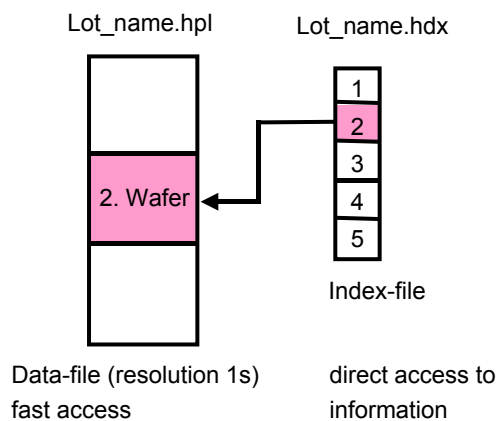 Lot_name.hpl
Lot_name.hdx
1
2
3
4
5
2. Wafer
Index-file
Data-file (resolution 1s)
fast access
direct access to
information